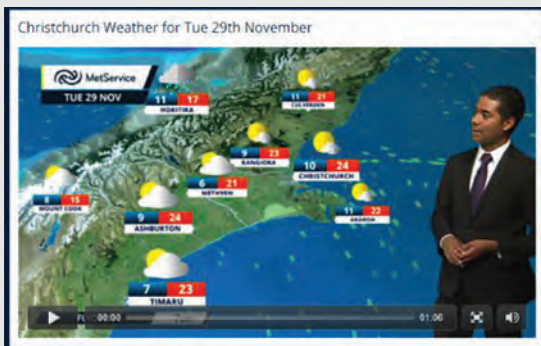 Christchurch Weather for Tue 29th November
MetService
TUE 29 NOV
11 17
HOKITIKA
11 21
CULVERDEN
9 23
RANGIORA
10 24
CHRISTCHURCH
6 21
METHVEN
8 15
MOUNT COOK
11 22
AKAROA
9 24
ASHBURTON
7 23
TIMARU
00:00
01:06